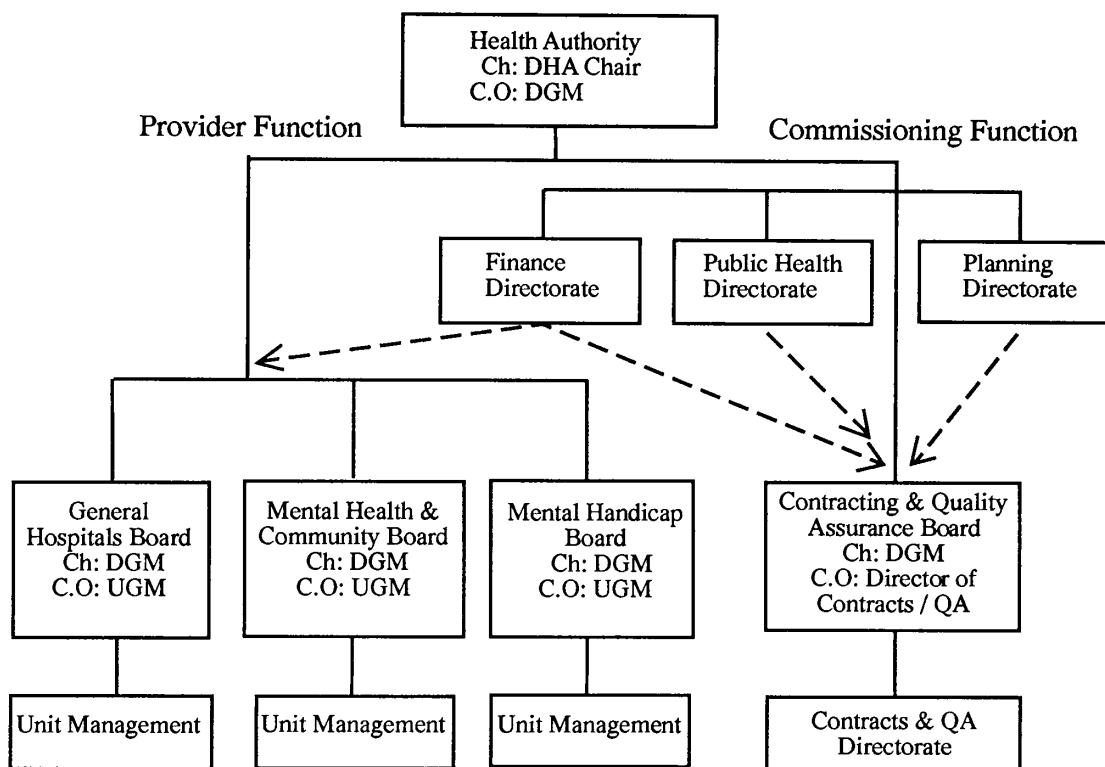 Health Authority
Ch: DHA Chair
C.O: DGM
Provider Function
Commissioning Function
Finance
Directorate
Public Health
Directorate
Planning
Directorate
General
Hospitals Board
Ch: DGM
C.O: UGM
Mental Health &
Community Board
Ch: DGM
C.O: UGM
Mental Handicap
Board
Ch: DGM
C.O: UGM
Contracting & Quality
Assurance Board
Ch: DGM
C.O: Director of
Contracts / QA
Unit Management
Unit Management
Unit Management
Contracts & QA
Directorate